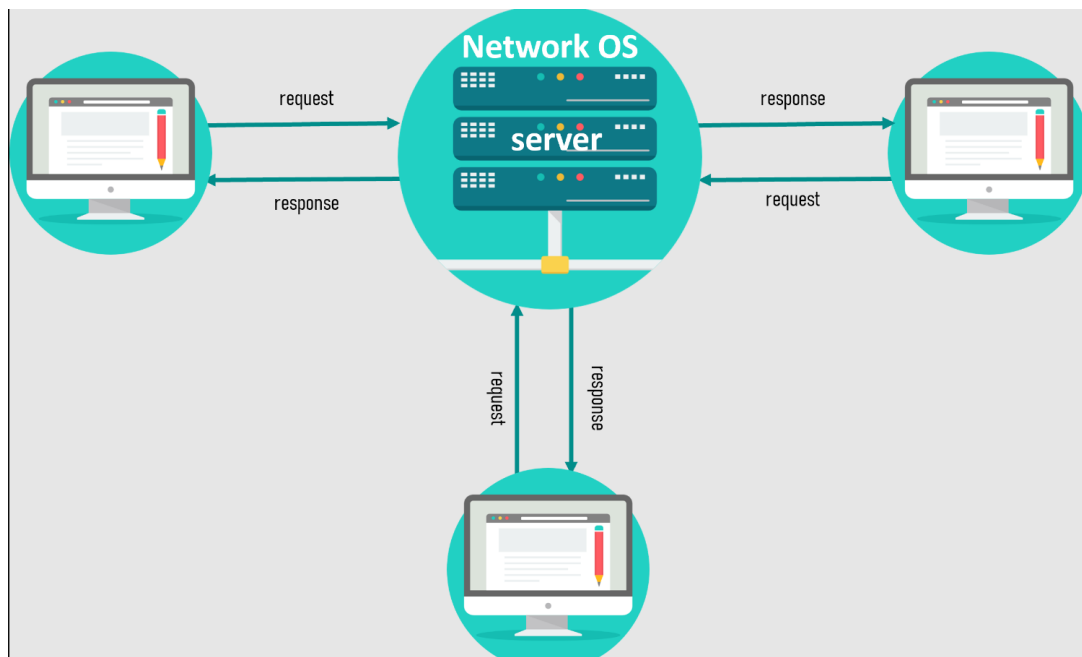 Network OS
request
response
server
response
request
request
response